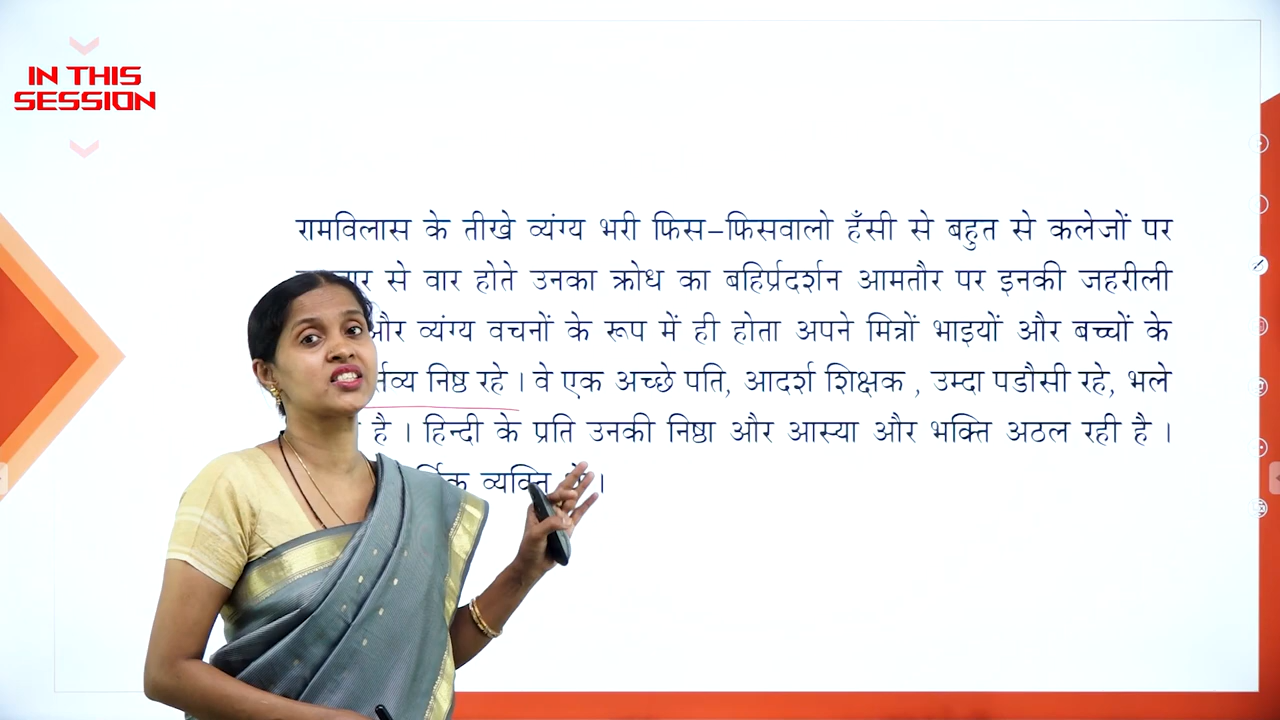 IN THIS
SESSION
रामविलास के तीखे व्यंग्य भरी फिस-फिसवालो हँसी से बहुत से कलेजों पर
से वार होते उनका क्रोध का बहिर्प्रदर्शन आमतौर पर इनकी जहरीली
और व्यंग्य वचनों के रूप में ही होता अपने मित्रों भाइयों और बच्चों के
निष्ठ रहे । वे एक अच्छे पति, आदर्श शिक्षक , उम्दा पडौसी रहे, भले
है । हिन्दी के प्रति उनकी निष्ठा और आस्या और भक्ति अठल रही है ।
व्यक्ति थे ।